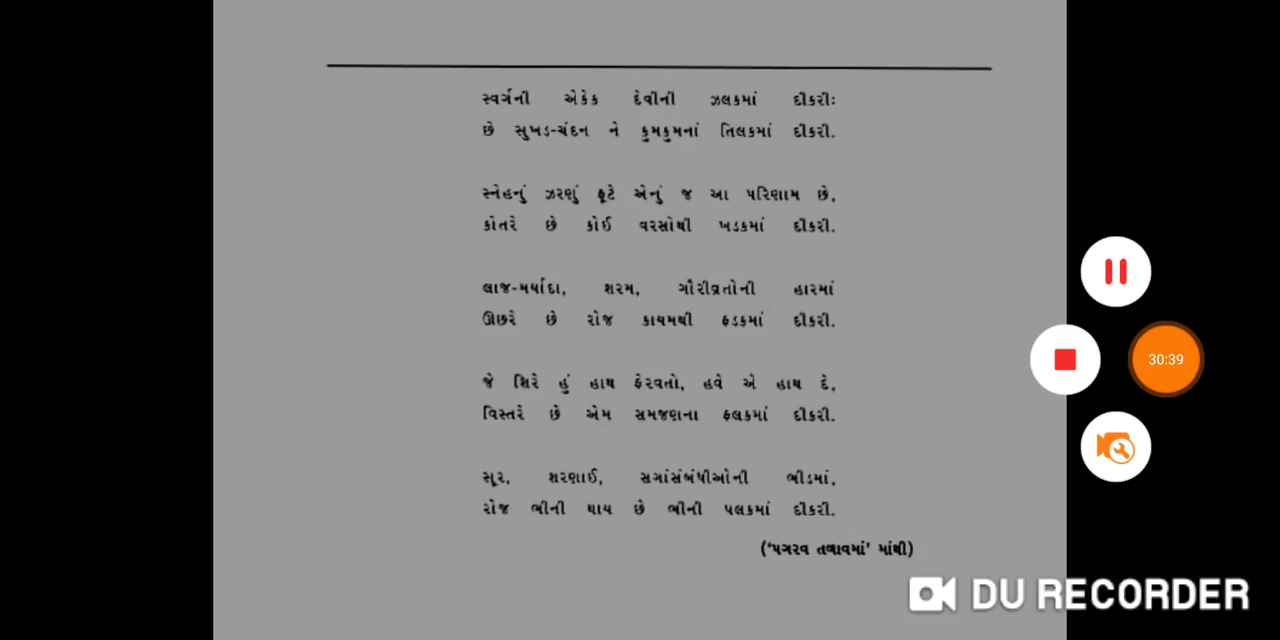 સ્વર્ગની એકેક દેવીની ઝલકમાં દીકરીઃ
છે સુખડ-ચંદન ને કુમકુમનાં તિલકમાં દીકરી.
સ્નેહનું ઝરણું ફૂટે એનું જ આ પરિણામ છે,
કોતરે છે કોઈ વરસોથી ખડકમાં દીકરી.
લાજ-મર્યાદા, શરમ, ગૌરીવ્રતોની હારમાં
ઊછરે છે રોજ કાયમથી ફડકમાં દીકરી.
જે શિરે હું હાથ ફેરવતો, હવે એ હાથ દે,
વિસ્તરે છે એમ સમજણના ફલકમાં દીકરી.
સૂર, શરણાઈ, સગાંસંબંધીઓની ભીડમાં,
રોજ ભીની થાય છે ભીની પલકમાં દીકરી.
('પગરવ તળાવમાં' માંથી)
30:39
DU RECORDER